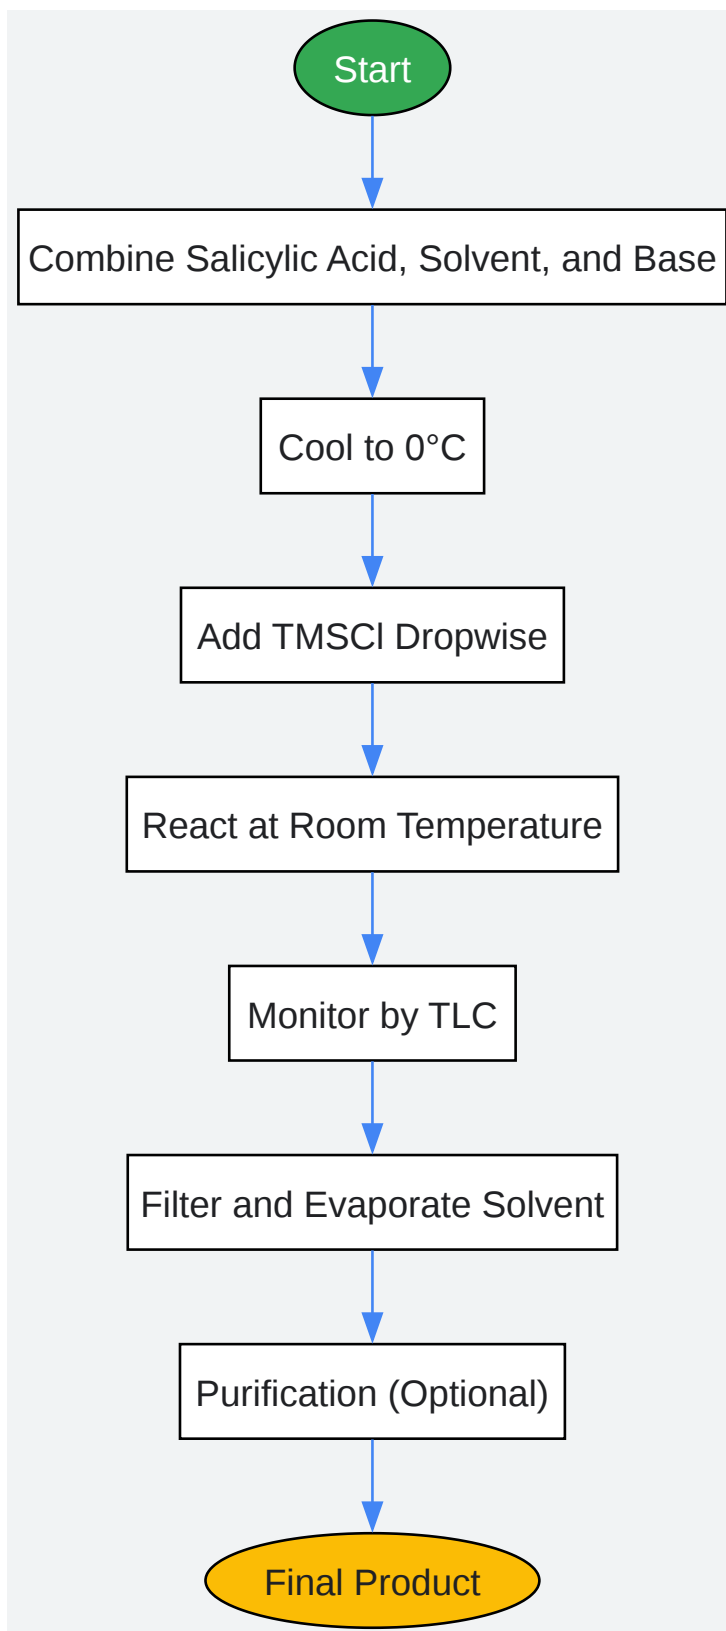 Start
Combine Salicylic Acid, Solvent, and Base
Cool to 0°C
Add TMSCl Dropwise
React at Room Temperature
Monitor by TLC
Filter and Evaporate Solvent
Purification (Optional)
Final Product